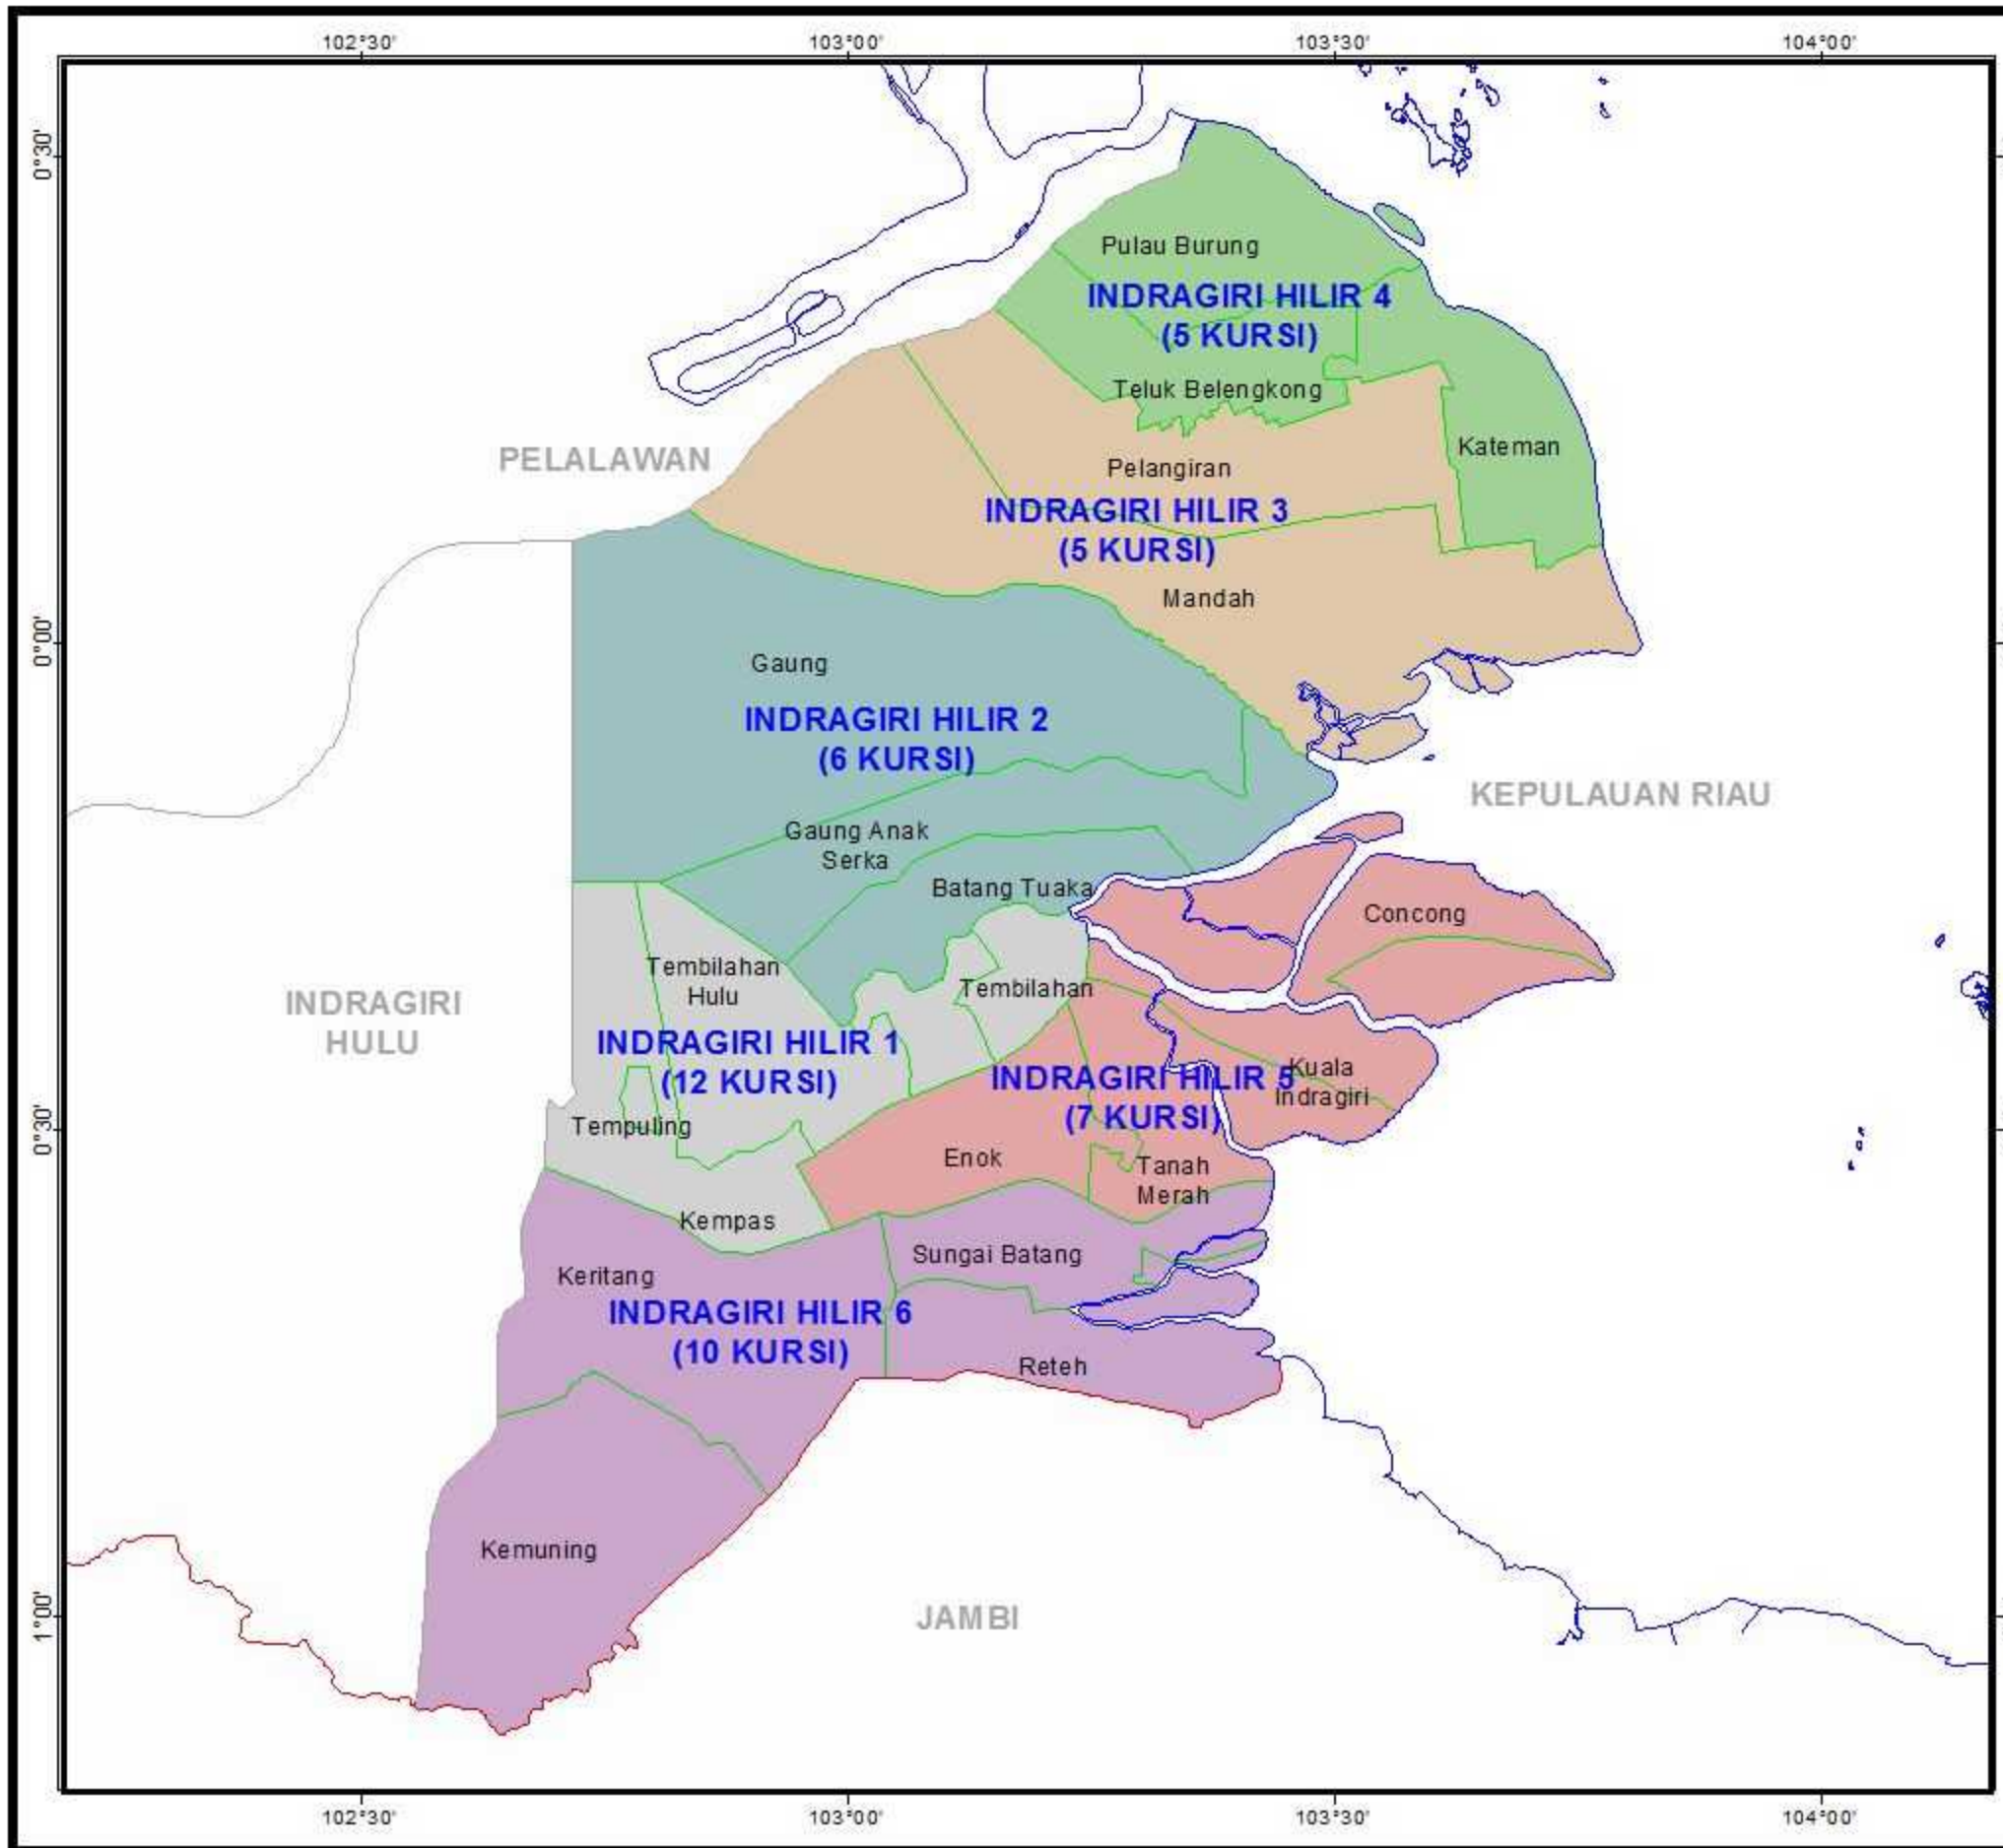 102°30'
103°00'
103°30'
104°00'
0°30'
0°00'
0°30'
1°00'
Pulau Burung
INDRAGIRI HILIR 4
(5 KURSI)
Teluk Belengkong
Kateman
PELALAWAN
Pelangiran
INDRAGIRI HILIR 3
(5 KURSI)
Mandah
Gaung
INDRAGIRI HILIR 2
(6 KURSI)
KEPULAUAN RIAU
Gaung Anak
Serka
Batang Tuaka
Concong
Tembilahan
Hulu
Tembilahan
INDRAGIRI
HULU
INDRAGIRI HILIR 1
(12 KURSI)
Kuala
Indragiri
INDRAGIRI HILIR 5
(7 KURSI)
Tempuling
Enok
Tanah
Merah
Kempas
Sungai Batang
Keritang
INDRAGIRI HILIR 6
(10 KURSI)
Reteh
Kemuning
JAMBI
102°30'
103°00'
103°30'
104°00'